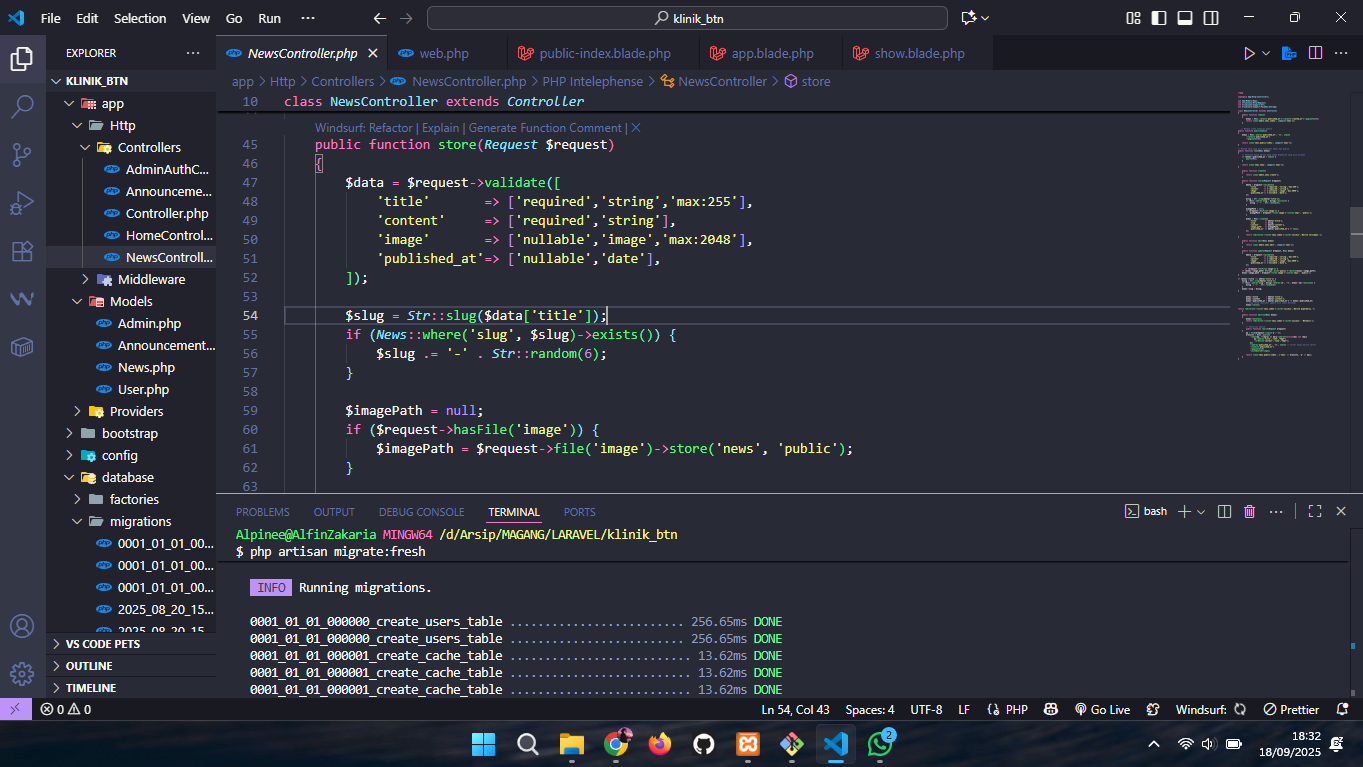 File Edit Selection View Go Run ···
klinik_btn
EXPLORER ···
KLINIK_BTN
app
Http
Controllers
AdminAuthC...
Announceme...
Controller.php
HomeControl...
NewsControll...
Middleware
Models
Admin.php
Announcement...
News.php
User.php
Providers
bootstrap
config
database
factories
migrations
0001_01_01_00...
0001_01_01_00...
0001_01_01_00...
2025_08_20_15...
2025_08_20_15...
VS CODE PETS
OUTLINE
TIMELINE
NewsController.php web.php public-index.blade.php app.blade.php show.blade.php
app > Http > Controllers > NewsController.php > PHP Intelephense > NewsController > store
10 class NewsController extends Controller
Windsurf: Refactor | Explain | Generate Function Comment | X
45 public function store(Request $request)
46 {
47 $data = $request->validate([
48 'title' => ['required','string','max:255'],
49 'content' => ['required','string'],
50 'image' => ['nullable','image','max:2048'],
51 'published_at'=> ['nullable','date'],
52 ]);
53
54 $slug = Str::slug($data['title']);
55 if (News::where('slug', $slug)->exists()) {
56 $slug .= '-' . Str::random(6);
57 }
58
59 $imagePath = null;
60 if ($request->hasFile('image')) {
61 $imagePath = $request->file('image')->store('news', 'public');
62 }
63
PROBLEMS OUTPUT DEBUG CONSOLE TERMINAL PORTS
bash
Alpinee@AlfinZakaria MINGW64 /d/Arsip/MAGANG/LARAVEL/klinik_btn
$ php artisan migrate:fresh
INFO Running migrations.
0001_01_01_000000_create_users_table ......................... 256.65ms DONE
0001_01_01_000000_create_users_table ......................... 256.65ms DONE
0001_01_01_000001_create_cache_table .......................... 13.62ms DONE
0001_01_01_000001_create_cache_table .......................... 13.62ms DONE
0001_01_01_000001_create_cache_table .......................... 13.62ms DONE
0 0 Ln 54, Col 43 Spaces: 4 UTF-8 LF PHP Go Live Windsurf: Prettier
2
18:32
18/09/2025